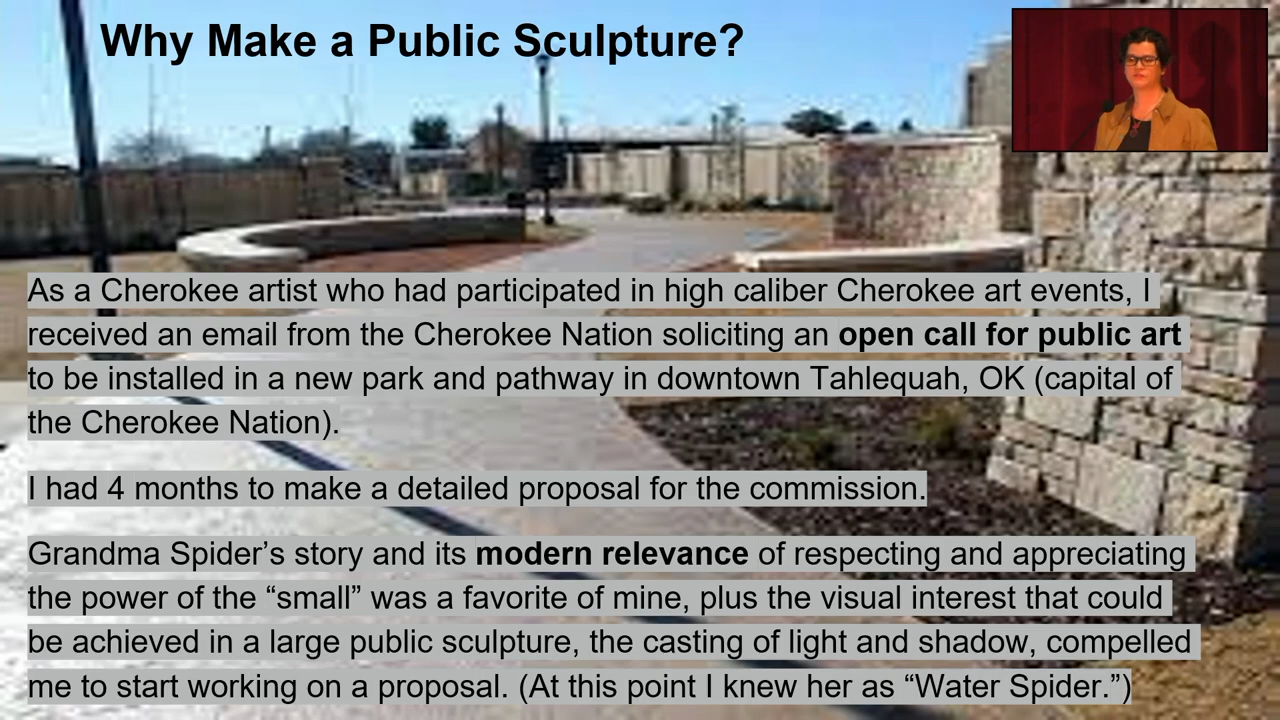 Why Make a Public Sculpture?
As a Cherokee artist who had participated in high caliber Cherokee art events, I
received an email from the Cherokee Nation soliciting an open call for public art
to be installed in a new park and pathway in downtown Tahlequah, OK (capital of
the Cherokee Nation).
I had 4 months to make a detailed proposal for the commission.
Grandma Spider’s story and its modern relevance of respecting and appreciating
the power of the “small” was a favorite of mine, plus the visual interest that could
be achieved in a large public sculpture, the casting of light and shadow, compelled
me to start working on a proposal. (At this point I knew her as “Water Spider.”)